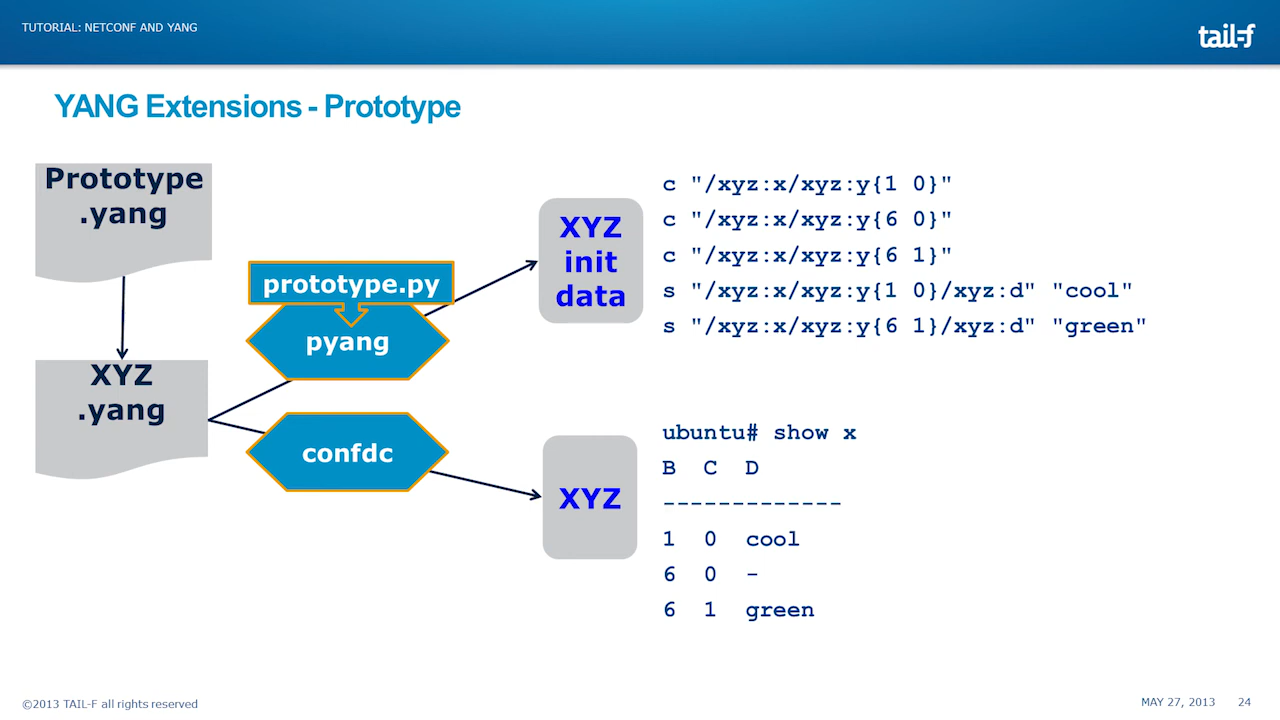 TUTORIAL: NETCONF AND YANG
tail-f
YANG Extensions - Prototype
Prototype
.yang
XYZ
.yang
prototype.py
pyang
confdc
XYZ
init
data
XYZ
c "/xyz:x/xyz:y{1 0}"
c "/xyz:x/xyz:y{6 0}"
c "/xyz:x/xyz:y{6 1}"
s "/xyz:x/xyz:y{1 0}/xyz:d" "cool"
s "/xyz:x/xyz:y{6 1}/xyz:d" "green"
ubuntu# show x
B C D
-------------
1 0 cool
6 0 -
6 1 green
©2013 TAIL-F all rights reserved
MAY 27, 2013 24